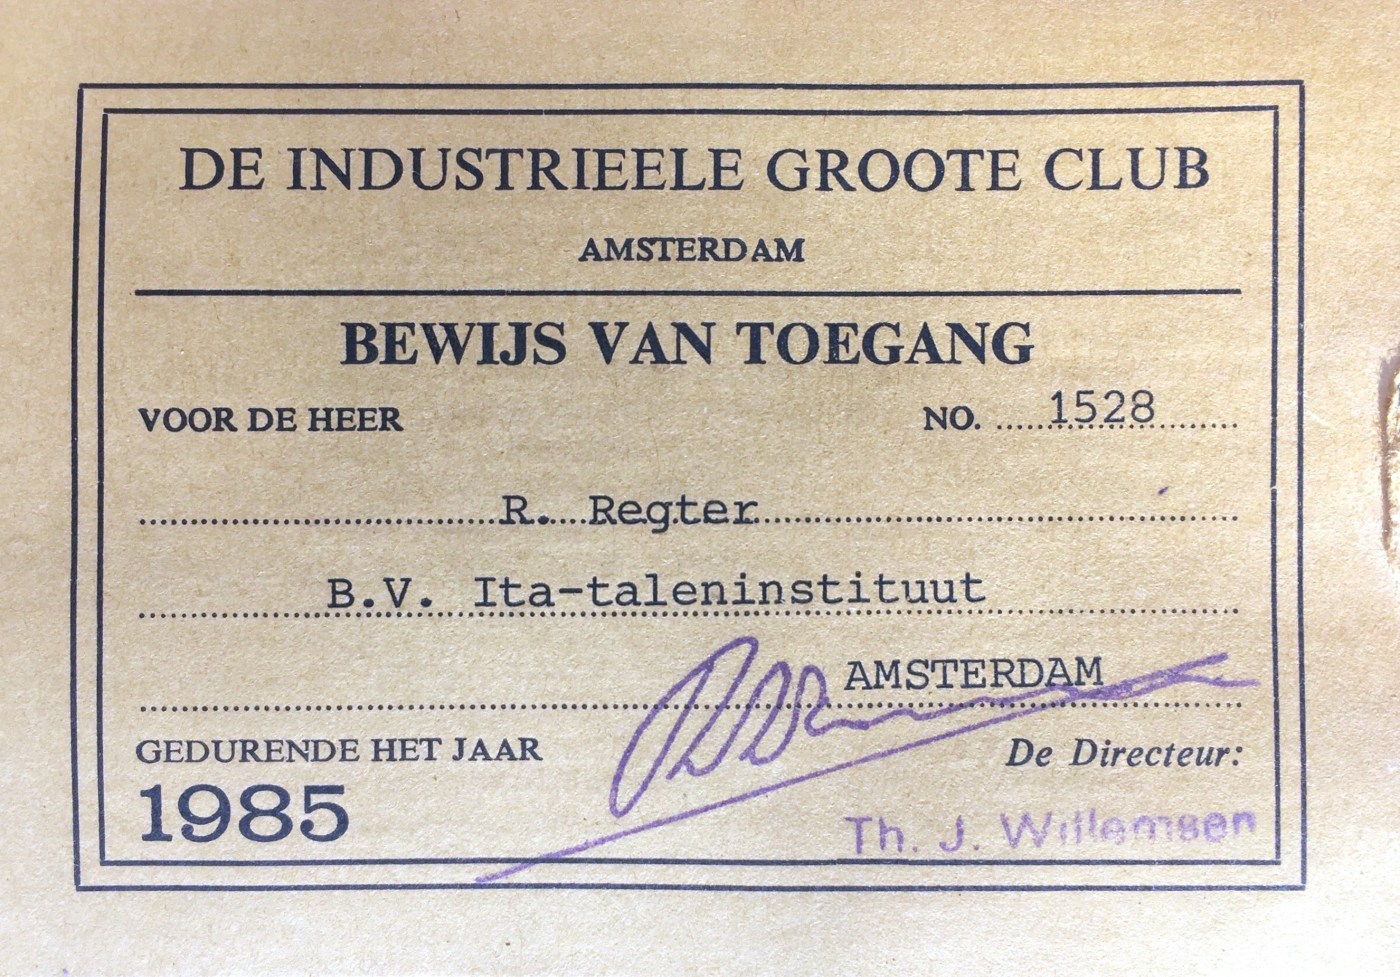 DE INDUSTRIEELE GROOTE CLUB
AMSTERDAM
BEWIJS VAN TOEGANG
VOOR DE HEER NO. 1528
R. Regter
B.V. Ita-taleninstituut
AMSTERDAM
GEDURENDE HET JAAR De Directeur:
1985 Th. J. Willemsen